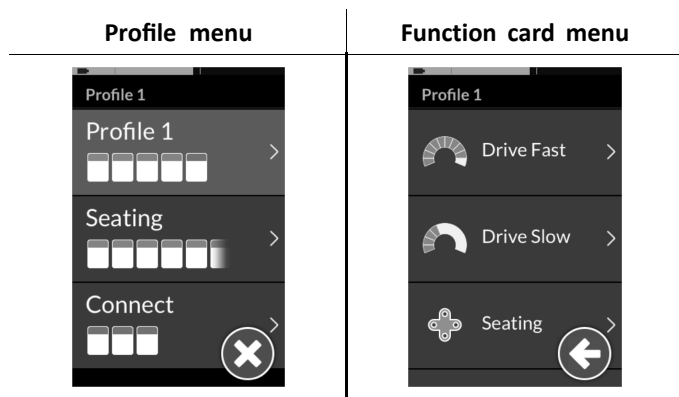 Profile menu
Function card menu
Profile 1
Profile 1
Seating
Connect
Profile 1
Drive Fast
Drive Slow
Seating